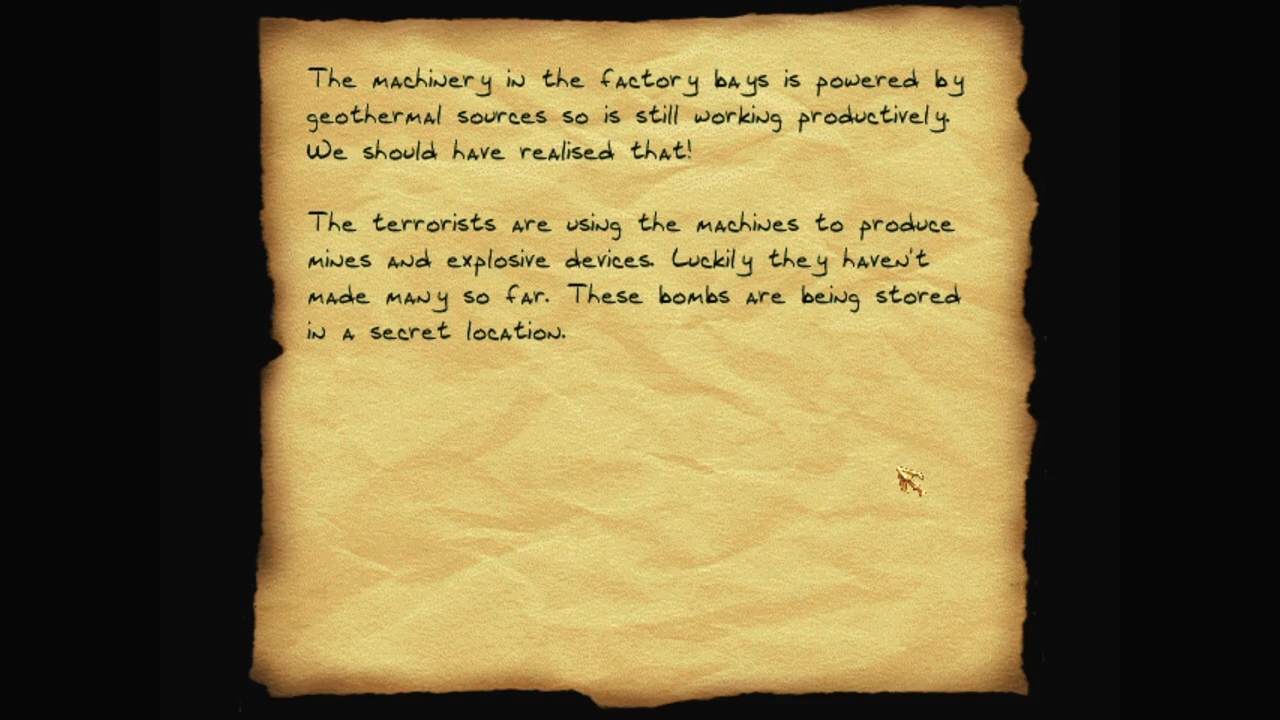 The machinery in the factory bays is powered by
geothermal sources so is still working productively.
We should have realised that!
The terrorists are using the machines to produce
mines and explosive devices. Luckily they haven't
made many so far. These bombs are being stored
in a secret location.